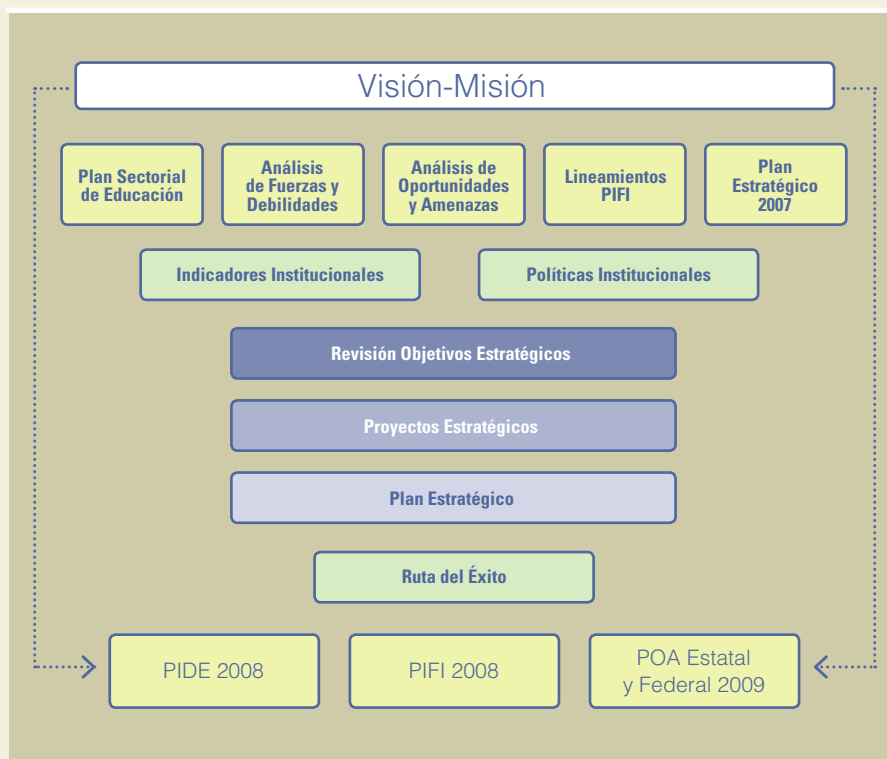 Visión-Misión
Plan Sectorial
de Educación
Análisis
de Fuerzas y
Debilidades
Análisis de
Oportunidades
y Amenazas
Lineamientos
PIFI
Plan
Estratégico
2007
Indicadores Institucionales
Políticas Institucionales
Revisión Objetivos Estratégicos
Proyectos Estratégicos
Plan Estratégico
Ruta del Éxito
PIDE 2008
PIFI 2008
POA Estatal
y Federal 2009